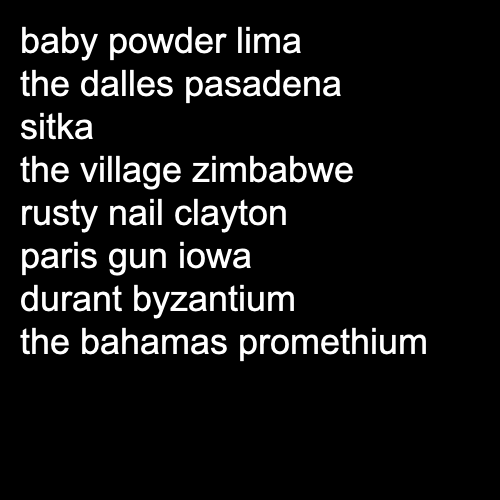 baby powder lima
the dalles pasadena
sitka
the village zimbabwe
rusty nail clayton
paris gun iowa
durant byzantium
the bahamas promethium